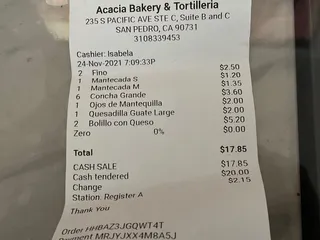 Acacia Bakery & Tortilleria
235 S PACIFIC AVE STE C, Suite B and C
SAN PEDRO, CA 90731
3108339453
Cashier: Isabela
24-Nov-2021 7:09:33P
2 Fino $2.50
1 Mantecada S $1.20
1 Mantecada M $1.35
6 Concha Grande $3.60
1 Ojos de Mantequilla $2.00
1 Quesadilla Guate Large $2.00
2 Bolillo con Queso $5.20
Zero 0% $0.00
Total $17.85
CASH SALE $17.85
Cash tendered $20.00
Change $2.15
Station: Register A
Thank You
Order HHBAZ3JGQWT4T
Payment MRJYJXX4M8A5J